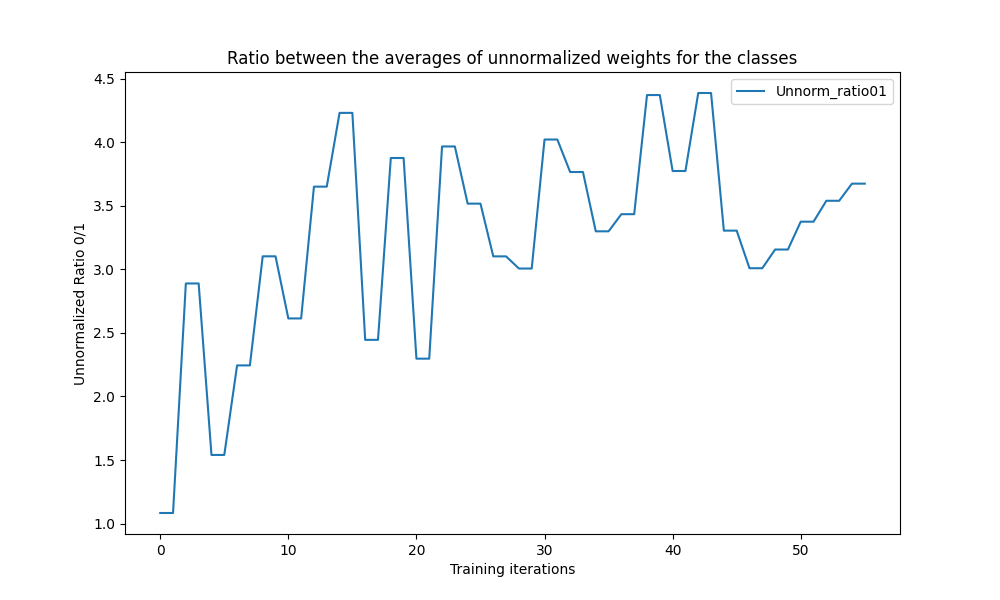 Ratio between the averages of unnormalized weights for the classes
Unnorm_ratio01
4.5
4.0
3.5
3.0
2.5
2.0
1.5
1.0
Unnormalized Ratio 0/1
0 10 20 30 40 50
Training iterations